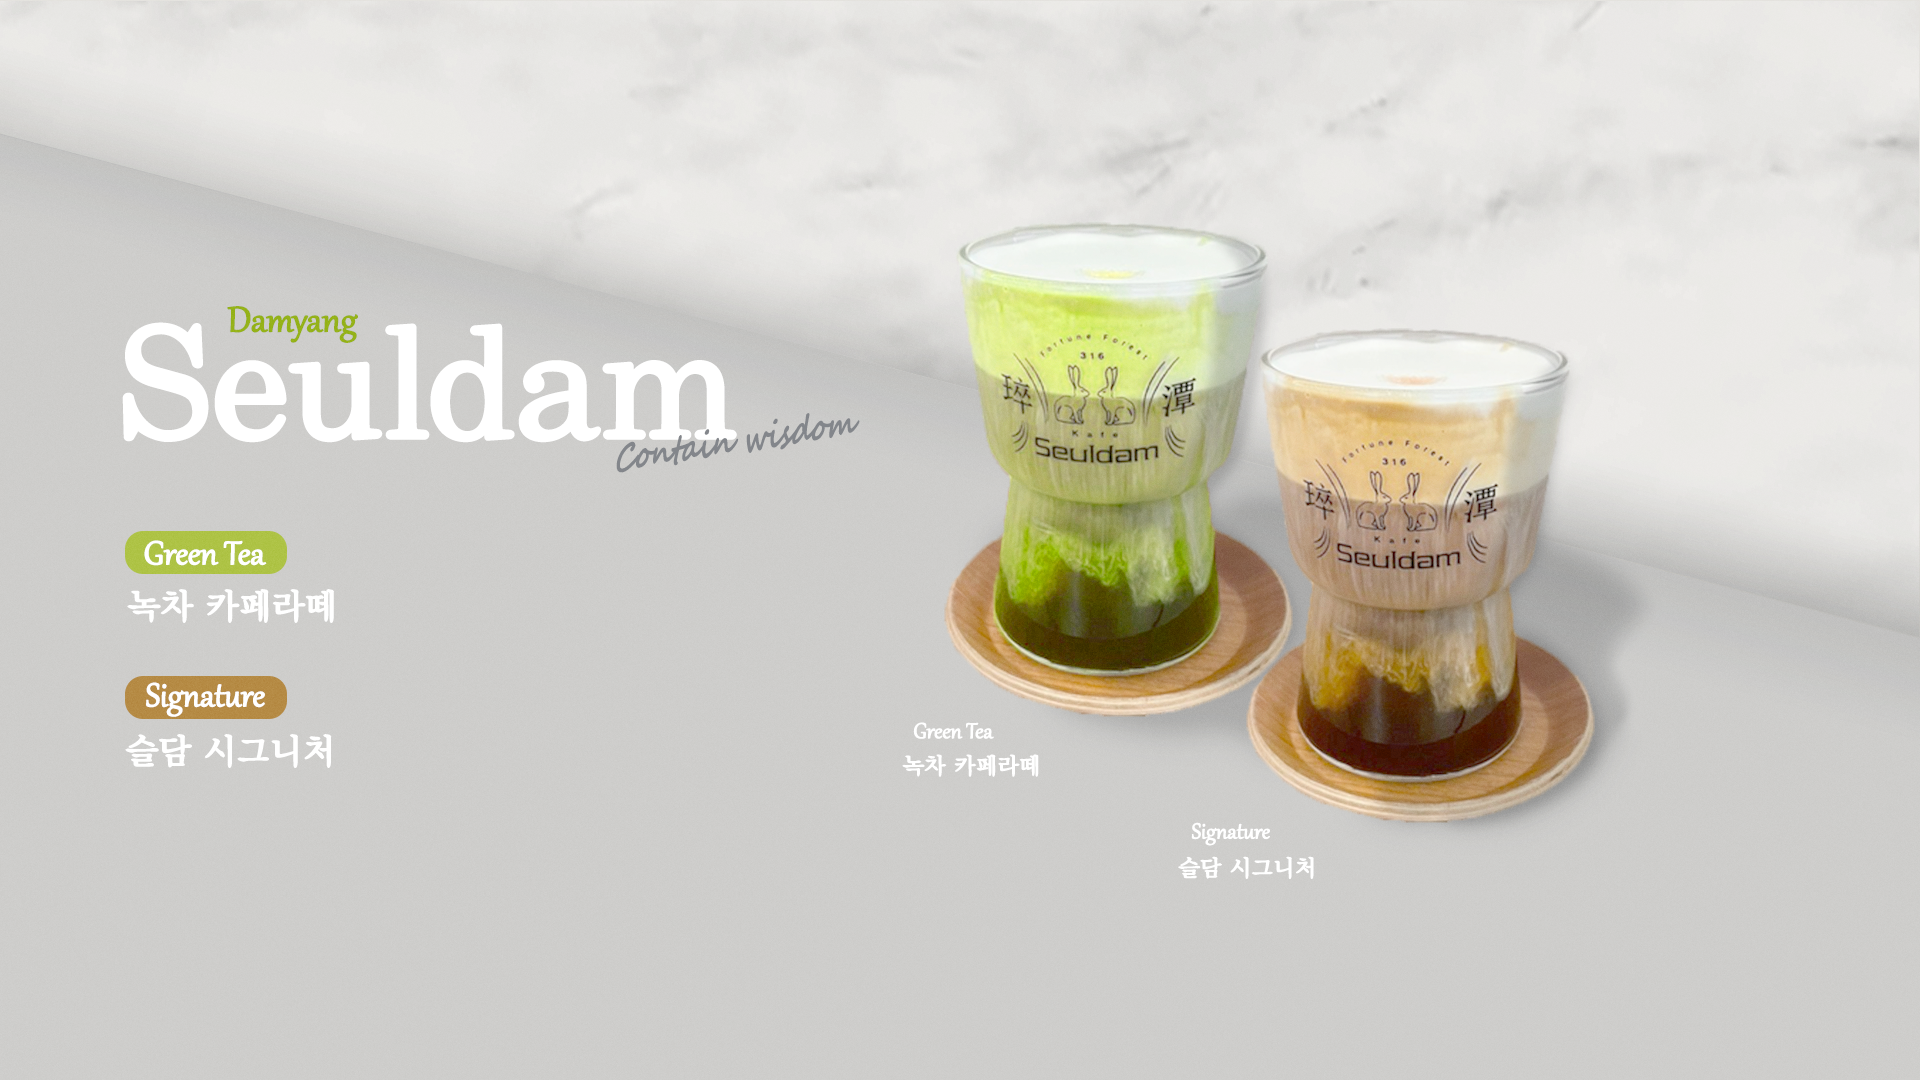 Damyang
Seuldam
Contain wisdom
Green Tea
녹차 카페라떼
Signature
슬담 시그니처
Fortune Forest
316
琗 潭
Kafe
Seuldam
Fortune Forest
316
琗 潭
Kafe
Seuldam
Green Tea
녹차 카페라떼
Signature
슬담 시그니처